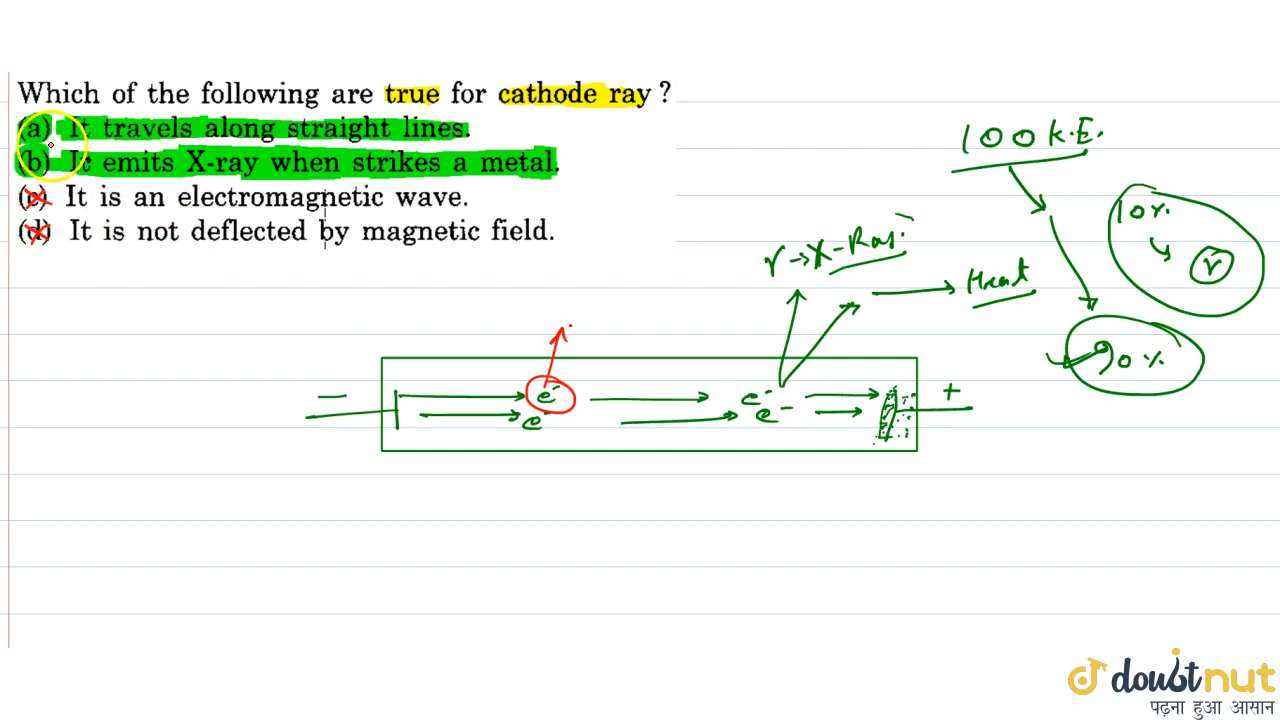 Which of the following are true for cathode ray ?
(a) It travels along straight lines.
(b) It emits X-ray when strikes a metal.
(c) It is an electromagnetic wave.
(d) It is not deflected by magnetic field.
100 K.E.
10%
r
r→X-Ras.
Heat
90%
−
e⁻
e⁻
e⁻
e⁻
+
doubtnut
पढ़ना हुआ आसान